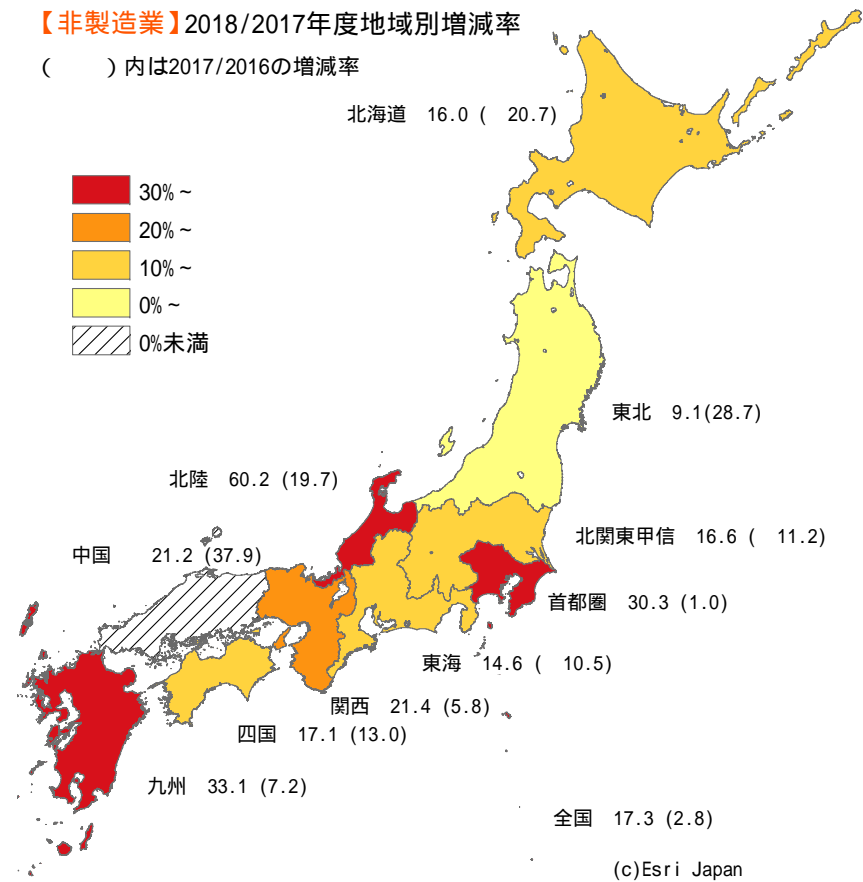 【非製造業】2018/2017年度地域別増減率
(　　)内は2017/2016の増減率
北海道 16.0 (　20.7)
30%~
20%~
10%~
0%~
0%未満
東北 9.1(28.7)
北陸 60.2 (19.7)
北関東甲信 16.6 (　11.2)
中国　21.2 (37.9)
首都圏 30.3 (1.0)
東海 14.6 (　10.5)
関西 21.4 (5.8)
四国 17.1 (13.0)
九州 33.1 (7.2)
全国 17.3 (2.8)
(c)Esri Japan